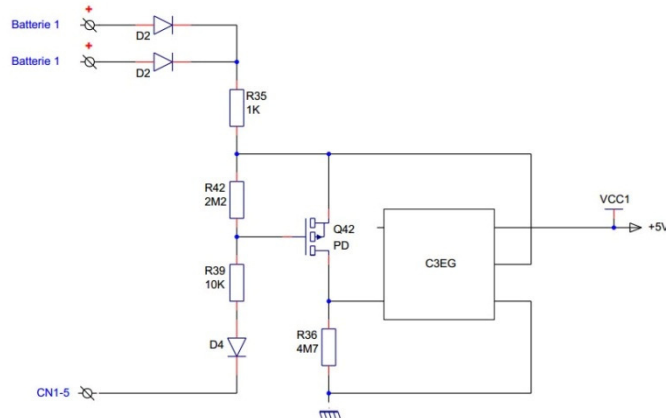 +
Batterie 1
D2
+
Batterie 1
D2
R35
1K
R42
2M2
Q42
PD
VCC1
+5V
C3EG
R39
10K
R36
4M7
D4
CN1-5